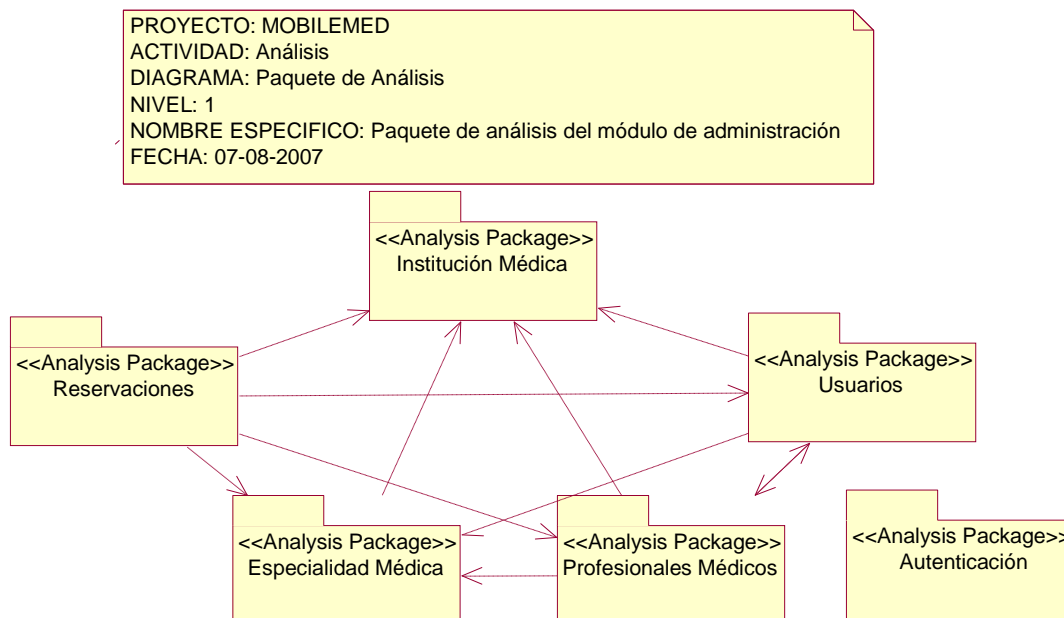 PROYECTO: MOBILEMED
ACTIVIDAD: Análisis
DIAGRAMA: Paquete de Análisis
NIVEL: 1
NOMBRE ESPECIFICO: Paquete de análisis del módulo de administración
FECHA: 07-08-2007
<<Analysis Package>>
Institución Médica
<<Analysis Package>>
Reservaciones
<<Analysis Package>>
Usuarios
<<Analysis Package>>
Especialidad Médica
<<Analysis Package>>
Profesionales Médicos
<<Analysis Package>>
Autenticación